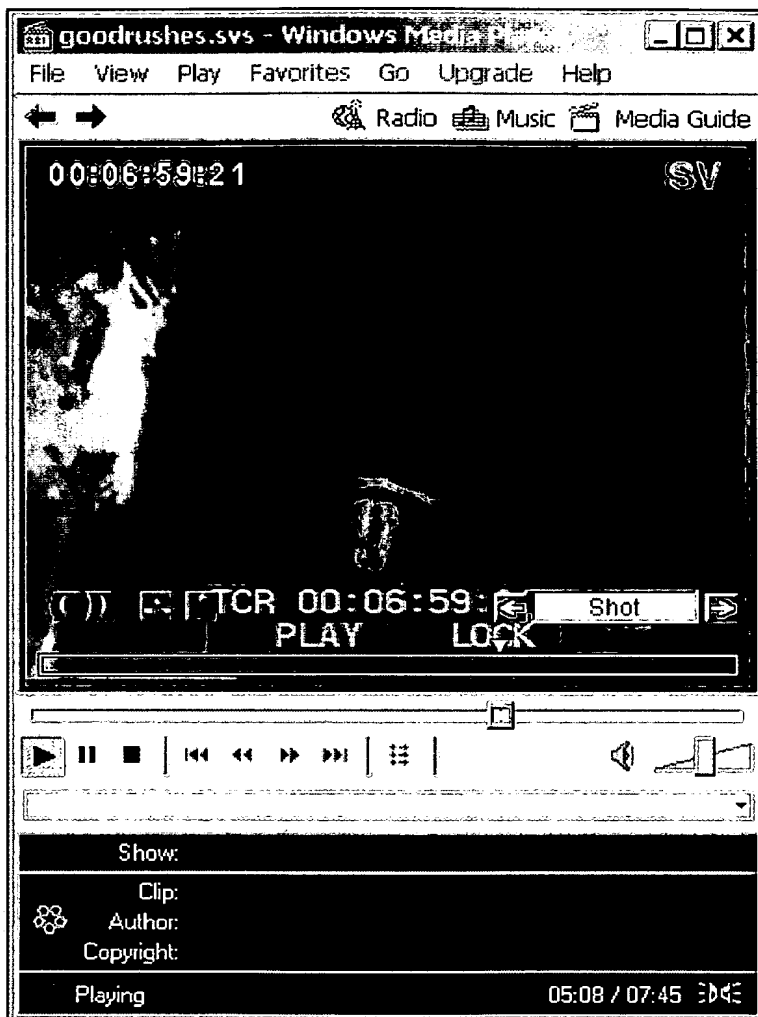 goodrushes.svs - Windows Media
File View Play Favorites Go Upgrade Help
Radio Music Media Guide
00:06:59:21 SV
TCR 00:06:59: Shot
PLAY LOCK
Show:
Clip:
Author:
Copyright:
Playing 05:08 / 07:45